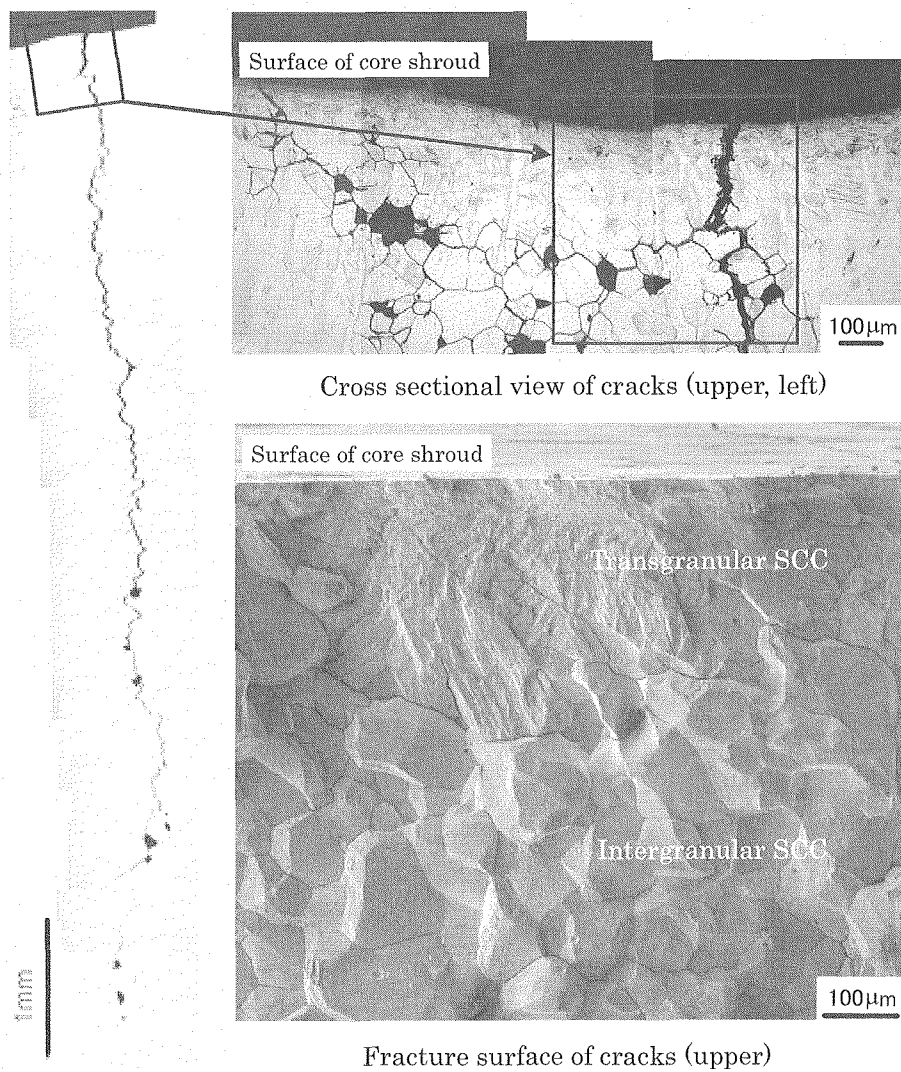 Surface of core shroud
100μm
Cross sectional view of cracks (upper, left)
Surface of core shroud
Transgranular SCC
Intergranular SCC
100μm
1mm
Fracture surface of cracks (upper)